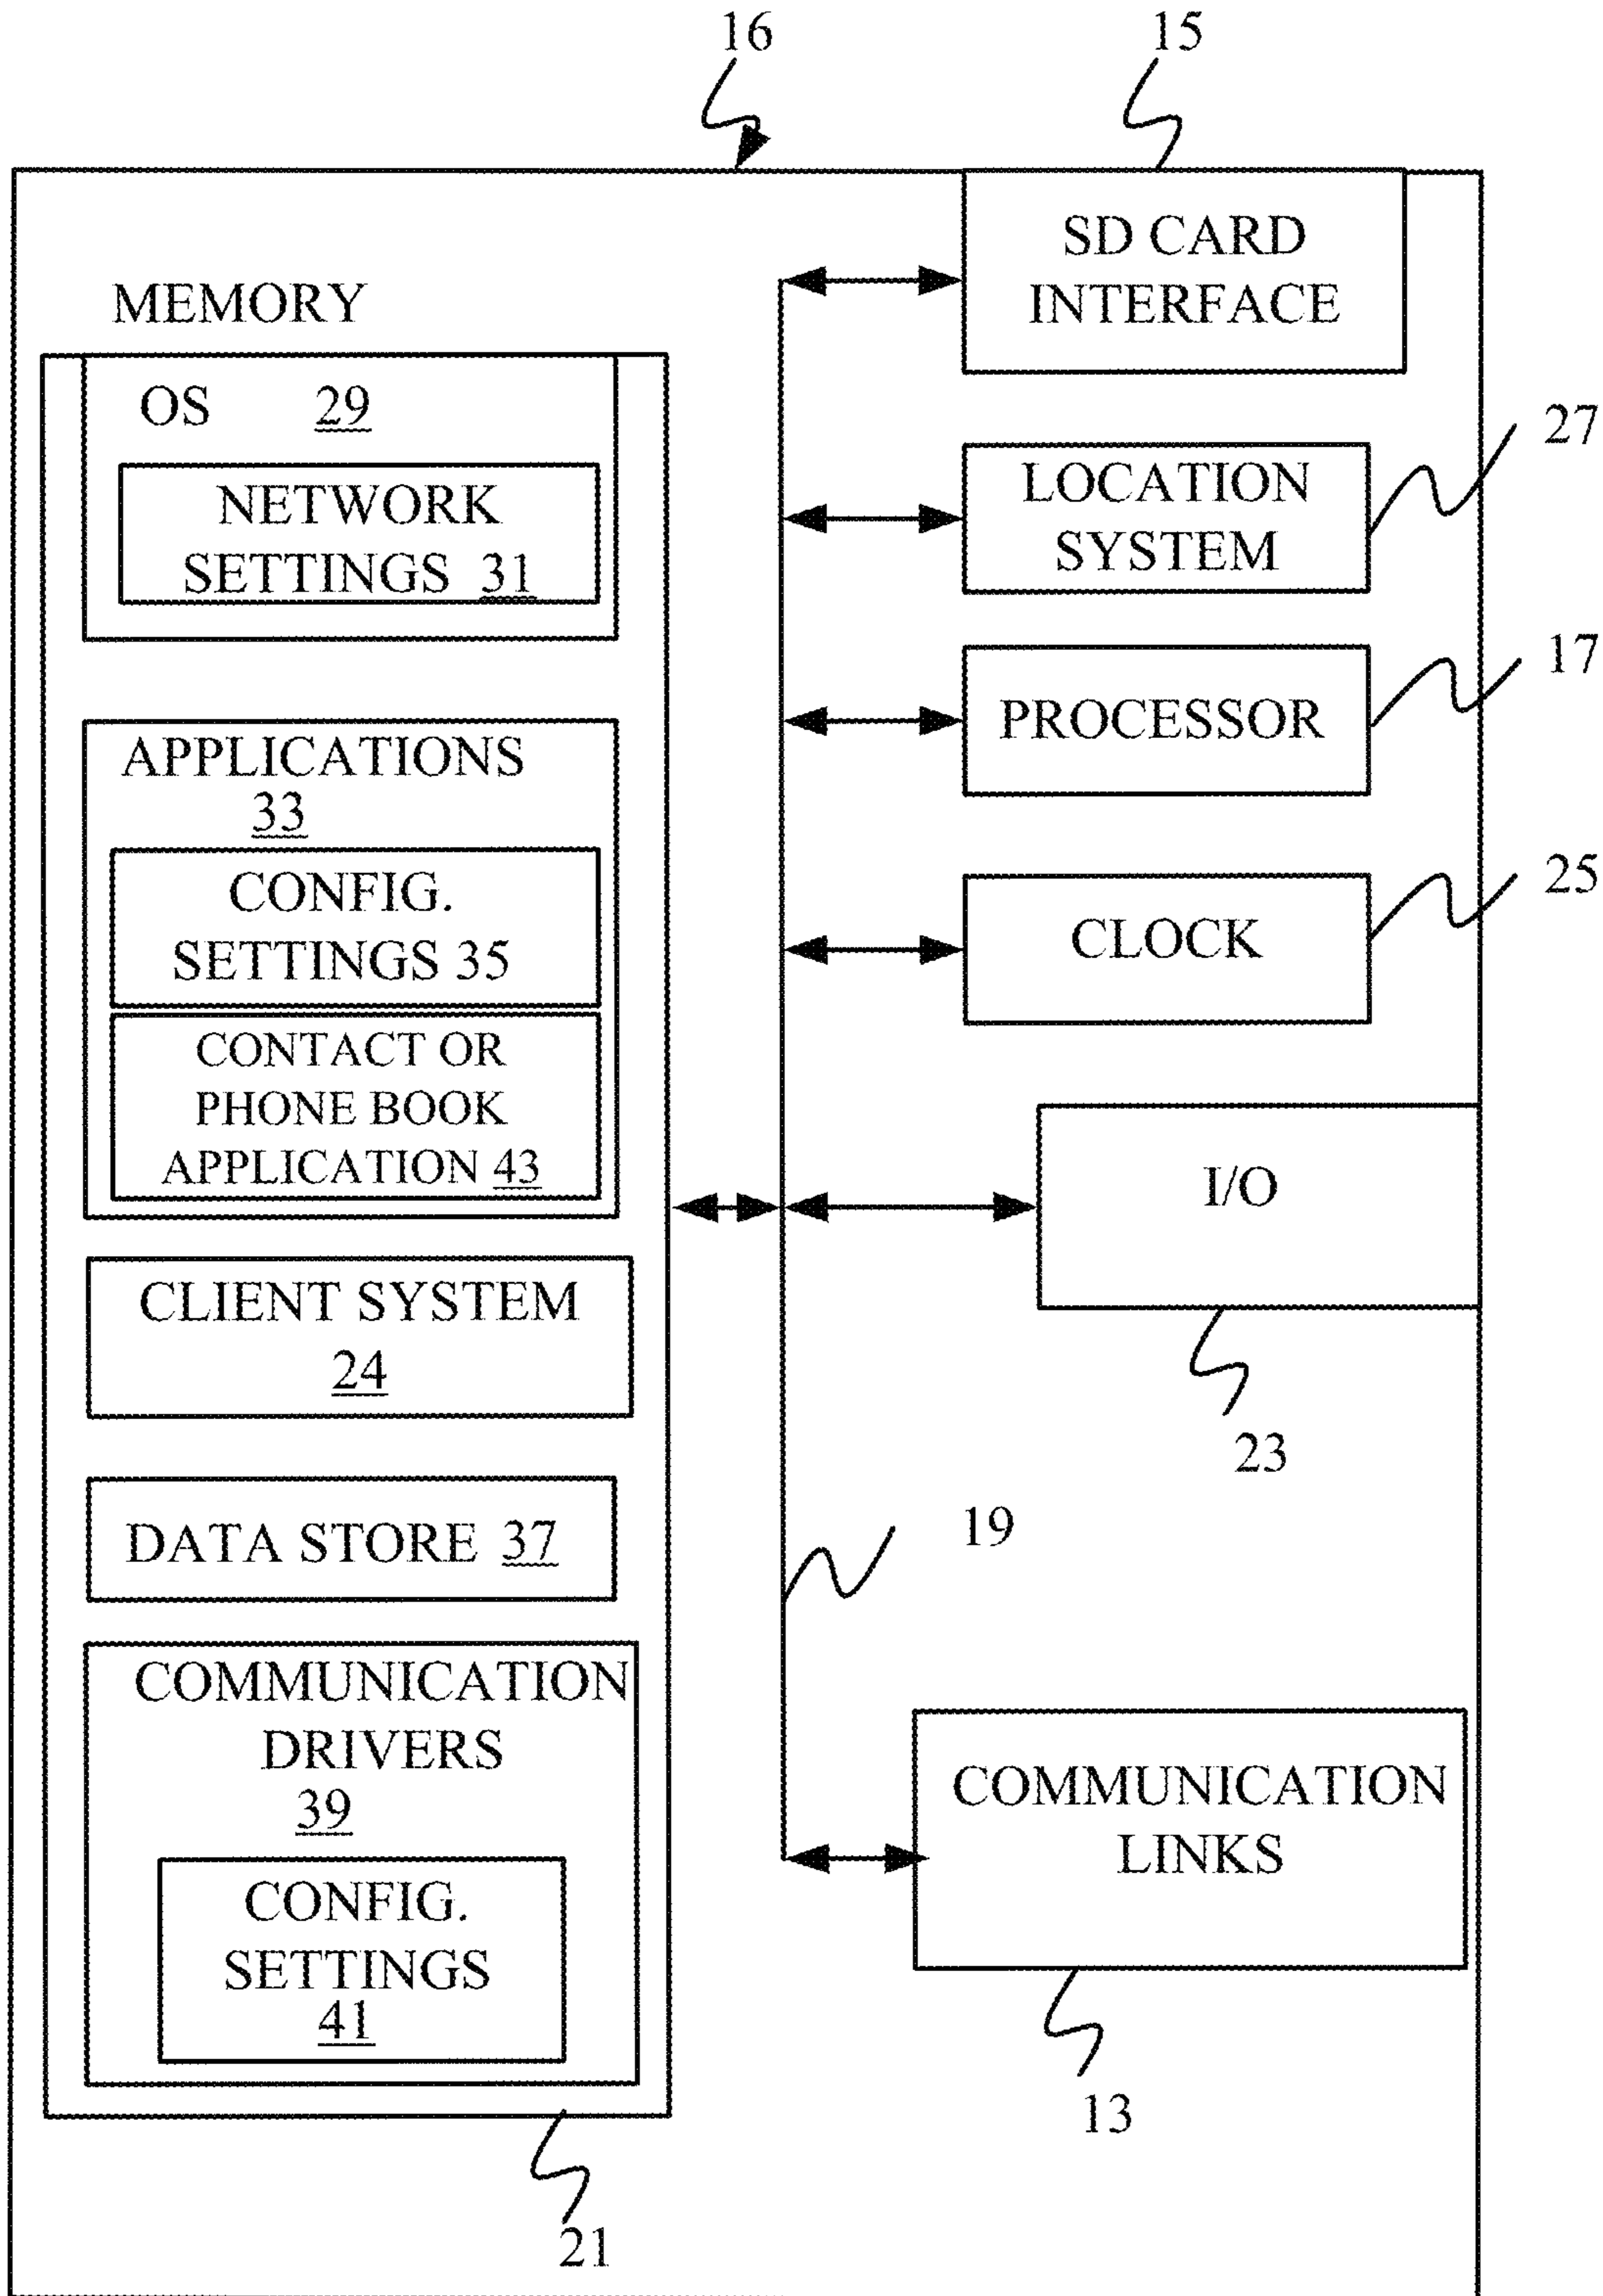 16
15
SD CARD
INTERFACE
MEMORY
OS 29
NETWORK
SETTINGS 31
27
LOCATION
SYSTEM
17
PROCESSOR
APPLICATIONS
33
CONFIG.
SETTINGS 35
25
CLOCK
CONTACT OR
PHONE BOOK
APPLICATION 43
I/O
23
CLIENT SYSTEM
24
DATA STORE 37
19
COMMUNICATION
DRIVERS
39
CONFIG.
SETTINGS
41
COMMUNICATION
LINKS
13
21